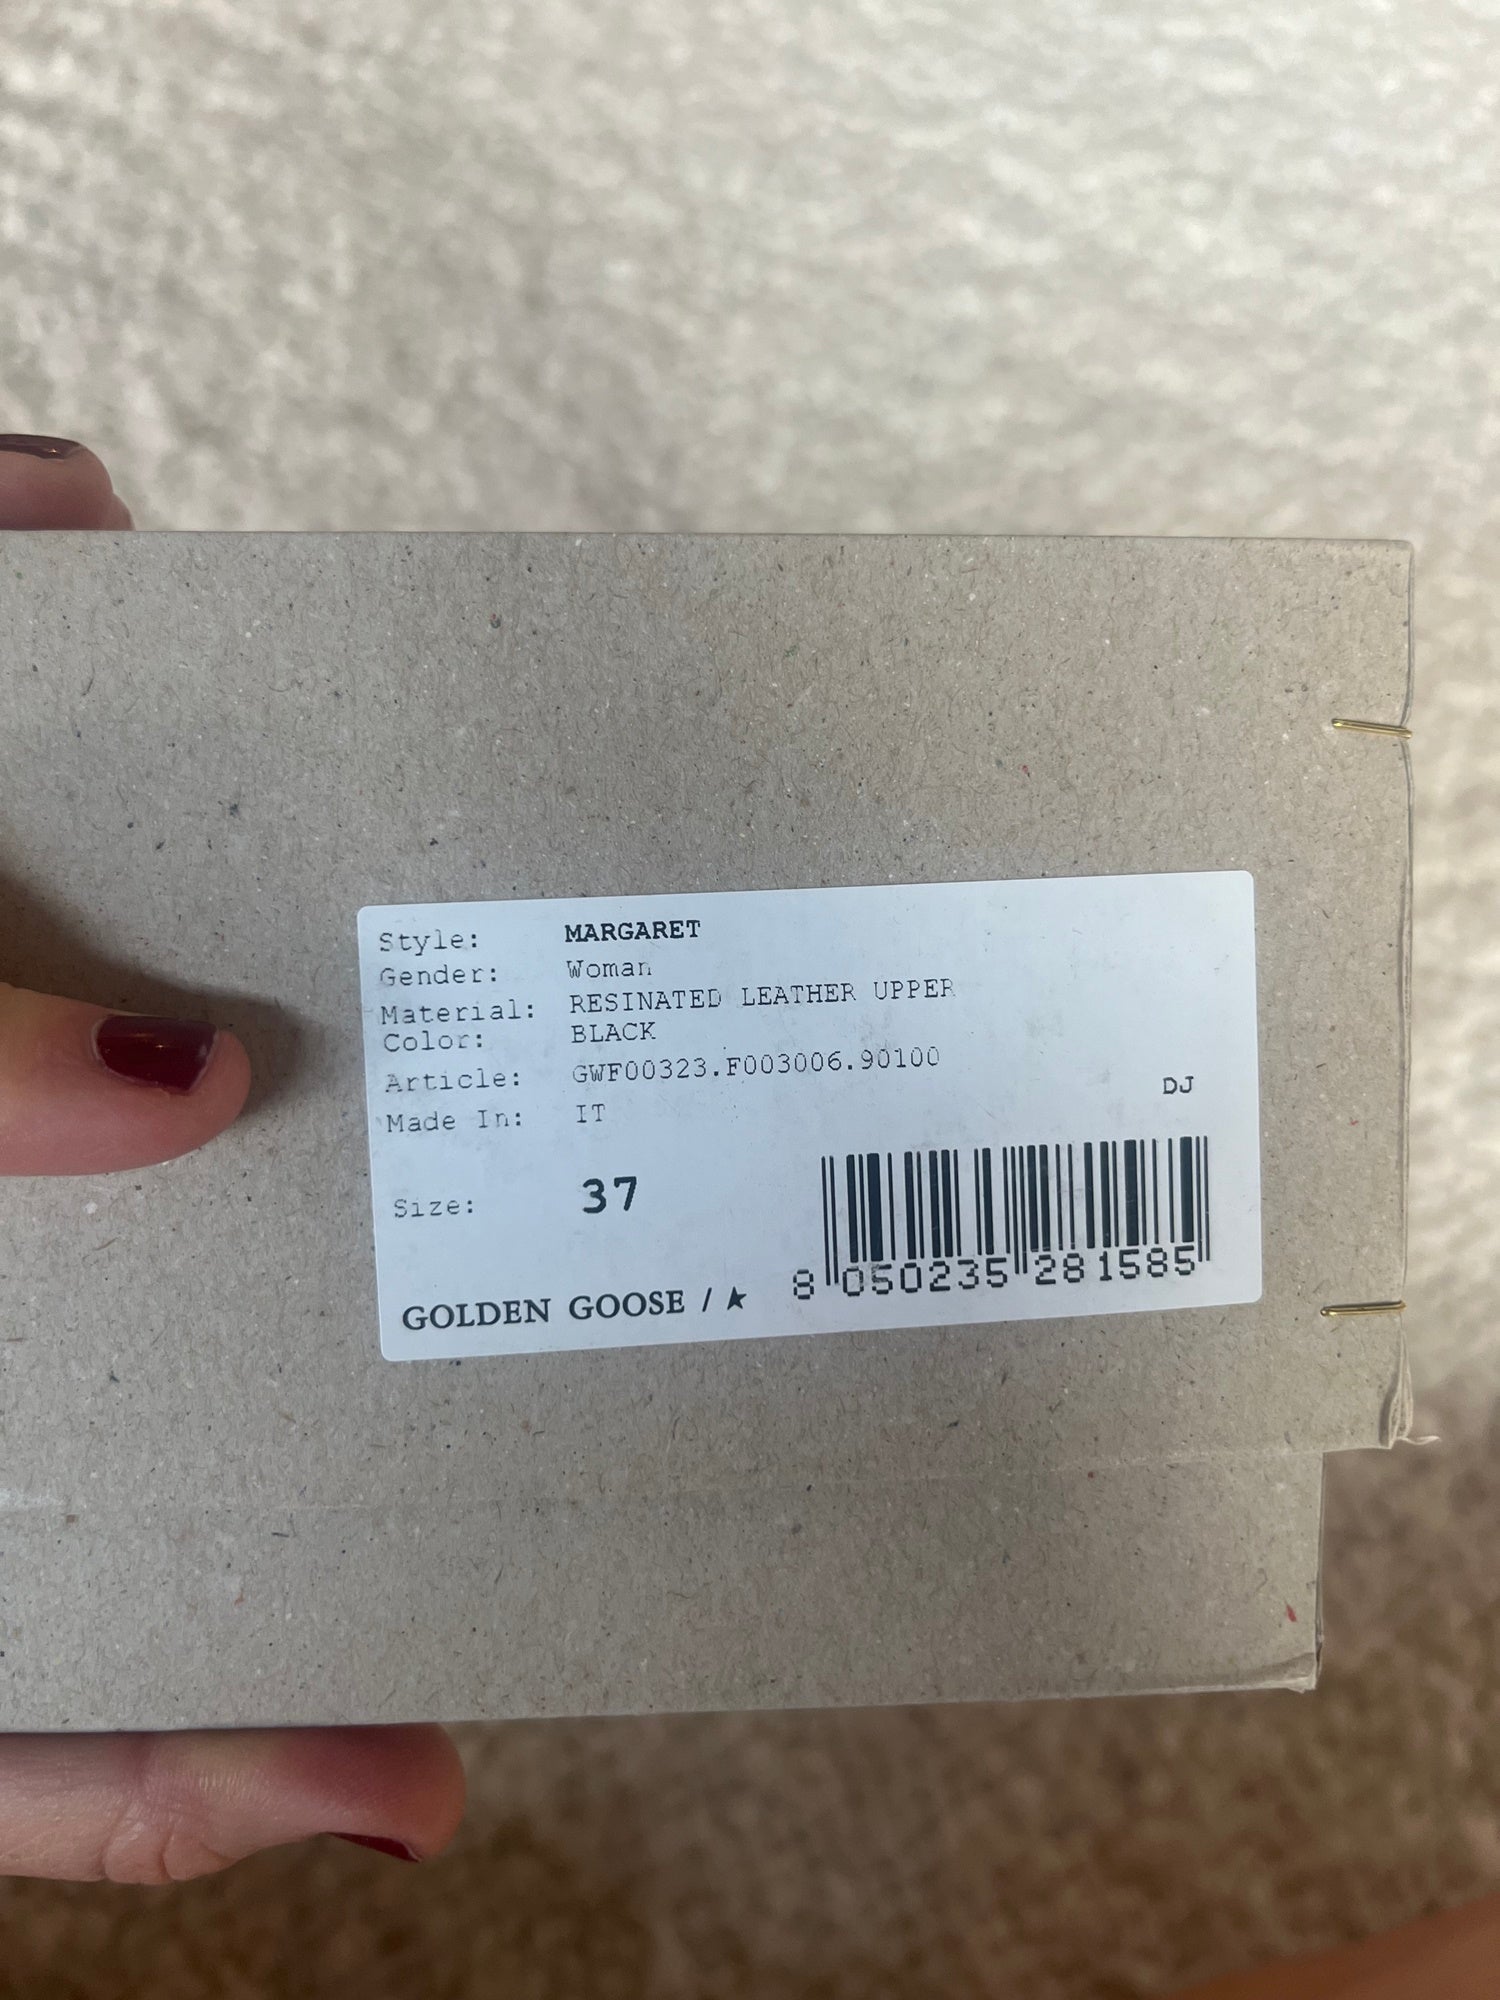 Style: MARGARET
Gender: Woman
Material: RESINATED LEATHER UPPER
Color: BLACK
Article: GWF00323.F003006.90100
Made In: IT
DJ
Size: 37
8 050235 281585
GOLDEN GOOSE / ★